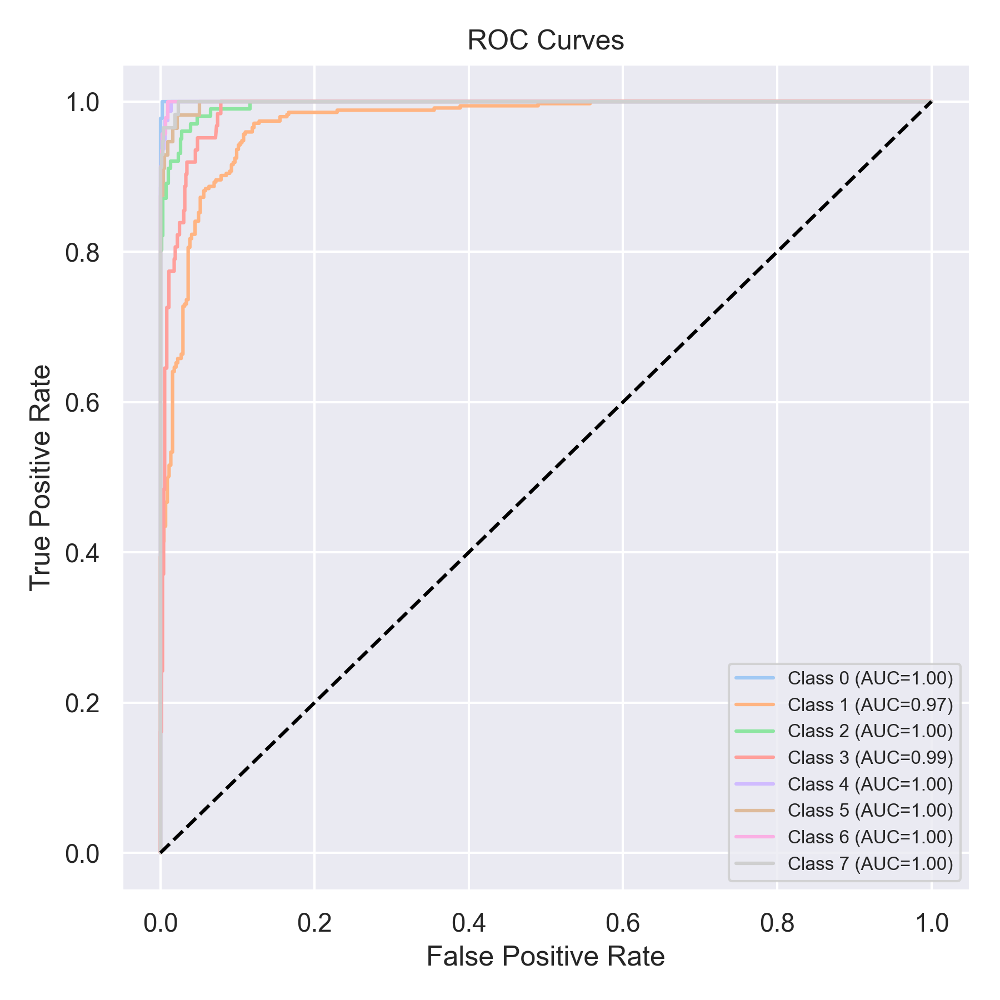 ROC Curves
1.0
0.8
0.6
0.4
0.2
0.0
True Positive Rate
Class 0 (AUC=1.00)
Class 1 (AUC=0.97)
Class 2 (AUC=1.00)
Class 3 (AUC=0.99)
Class 4 (AUC=1.00)
Class 5 (AUC=1.00)
Class 6 (AUC=1.00)
Class 7 (AUC=1.00)
0.0 0.2 0.4 0.6 0.8 1.0
False Positive Rate